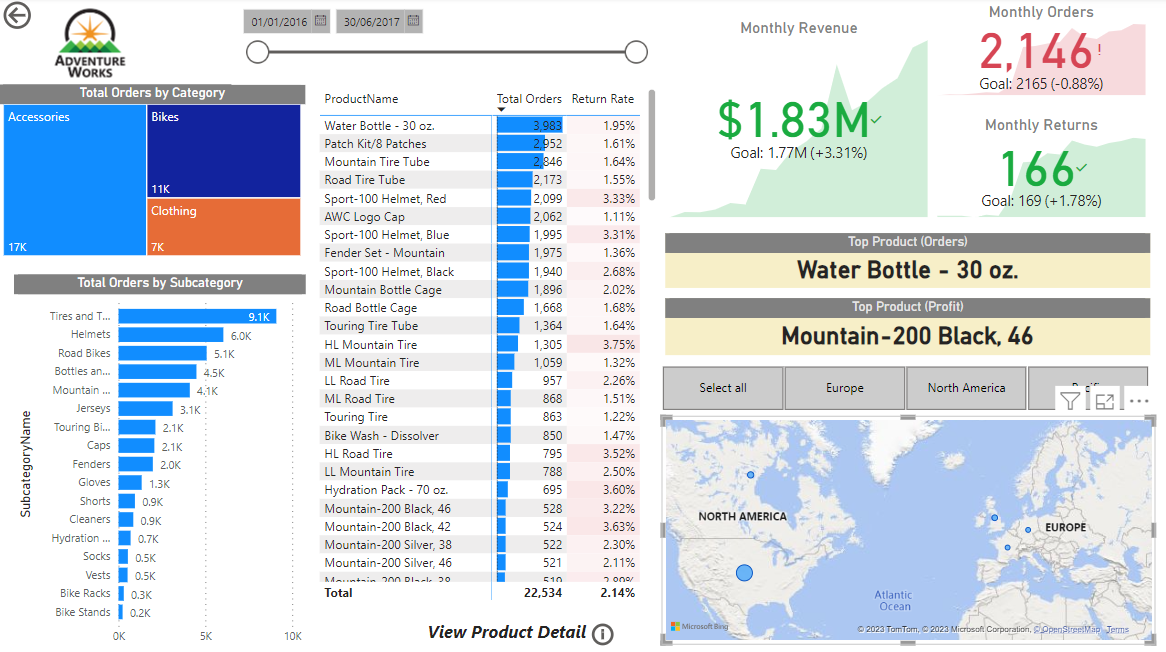 ADVENTURE
WORKS
01/01/2016
30/06/2017
Total Orders by Category
Accessories
17K
Bikes
11K
Clothing
7K
Total Orders by Subcategory
SubcategoryName
Tires and T... 9.1K
Helmets 6.0K
Road Bikes 5.1K
Bottles an... 4.5K
Mountain ... 4.1K
Jerseys 3.1K
Touring Bi... 2.1K
Caps 2.1K
Fenders 2.0K
Gloves 1.3K
Shorts 0.9K
Cleaners 0.9K
Hydration ... 0.7K
Socks 0.5K
Vests 0.5K
Bike Racks 0.3K
Bike Stands 0.2K
0K 5K 10K
ProductName Total Orders Return Rate
Water Bottle - 30 oz. 3,983 1.95%
Patch Kit/8 Patches 2,952 1.61%
Mountain Tire Tube 2,846 1.64%
Road Tire Tube 2,173 1.55%
Sport-100 Helmet, Red 2,099 3.33%
AWC Logo Cap 2,062 1.11%
Sport-100 Helmet, Blue 1,995 3.31%
Fender Set - Mountain 1,975 1.36%
Sport-100 Helmet, Black 1,940 2.68%
Mountain Bottle Cage 1,896 2.02%
Road Bottle Cage 1,668 1.68%
Touring Tire Tube 1,364 1.64%
HL Mountain Tire 1,305 3.75%
ML Mountain Tire 1,059 1.32%
LL Road Tire 957 2.26%
ML Road Tire 868 1.51%
Touring Tire 863 1.22%
Bike Wash - Dissolver 850 1.47%
HL Road Tire 795 3.52%
LL Mountain Tire 788 2.50%
Hydration Pack - 70 oz. 695 3.60%
Mountain-200 Black, 46 528 3.22%
Mountain-200 Black, 42 524 3.63%
Mountain-200 Silver, 38 522 2.30%
Mountain-200 Silver, 46 521 2.11%
Mountain-200 Black, 38 519
Total 22,534 2.14%
View Product Detail
Monthly Revenue
$1.83M
Goal: 1.77M (+3.31%)
Monthly Orders
2,146!
Goal: 2165 (-0.88%)
Monthly Returns
166
Goal: 169 (+1.78%)
Top Product (Orders)
Water Bottle - 30 oz.
Top Product (Profit)
Mountain-200 Black, 46
Select all
Europe
North America
NORTH AMERICA
EUROPE
Atlantic
Ocean
Microsoft Bing
© 2023 TomTom, © 2023 Microsoft Corporation, © OpenStreetMap Terms